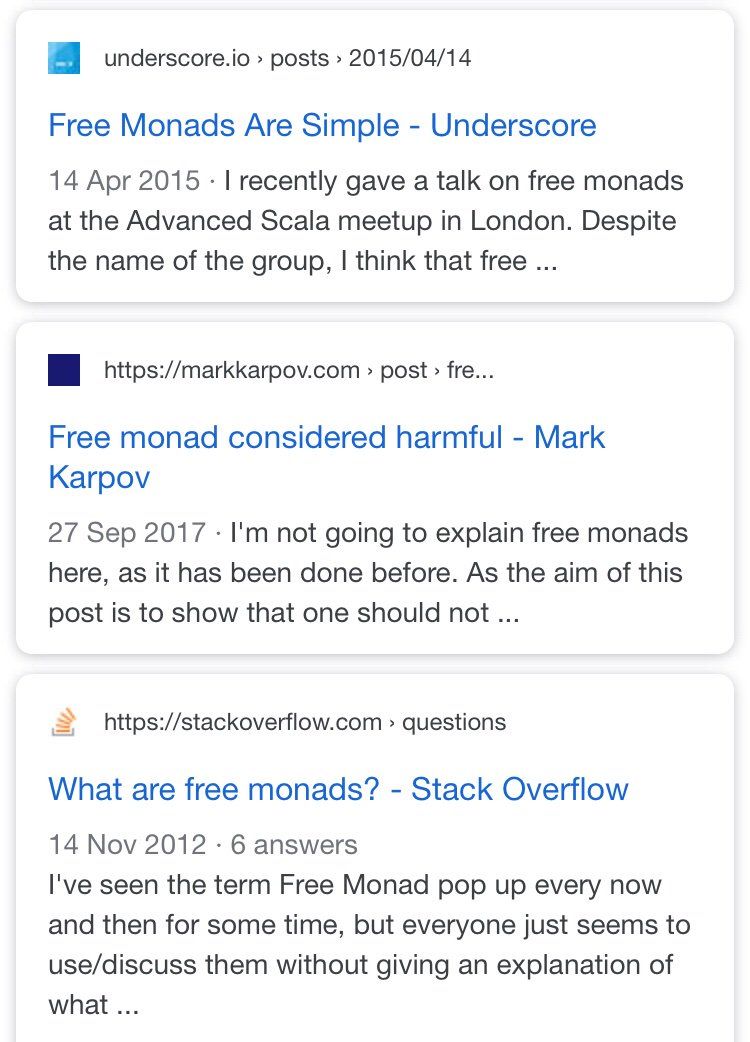 underscore.io › posts › 2015/04/14
Free Monads Are Simple - Underscore
14 Apr 2015 · I recently gave a talk on free monads
at the Advanced Scala meetup in London. Despite
the name of the group, I think that free ...
https://markkarpov.com › post › fre...
Free monad considered harmful - Mark
Karpov
27 Sep 2017 · I'm not going to explain free monads
here, as it has been done before. As the aim of this
post is to show that one should not ...
https://stackoverflow.com › questions
What are free monads? - Stack Overflow
14 Nov 2012 · 6 answers
I've seen the term Free Monad pop up every now
and then for some time, but everyone just seems to
use/discuss them without giving an explanation of
what ...